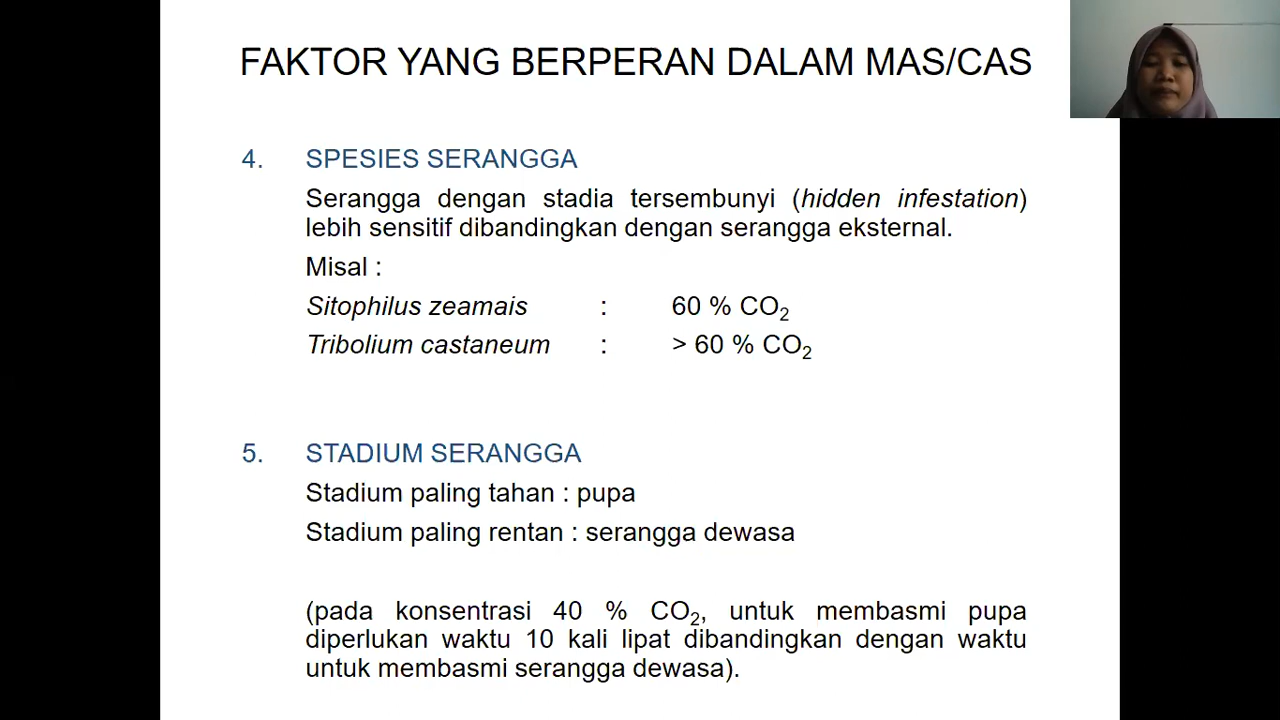 FAKTOR YANG BERPERAN DALAM MAS/CAS
4. SPESIES SERANGGA
Serangga dengan stadia tersembunyi (hidden infestation)
lebih sensitif dibandingkan dengan serangga eksternal.
Misal :
Sitophilus zeamais : 60 % CO₂
Tribolium castaneum : > 60 % CO₂
5. STADIUM SERANGGA
Stadium paling tahan : pupa
Stadium paling rentan : serangga dewasa
(pada konsentrasi 40 % CO₂, untuk membasmi pupa
diperlukan waktu 10 kali lipat dibandingkan dengan waktu
untuk membasmi serangga dewasa).